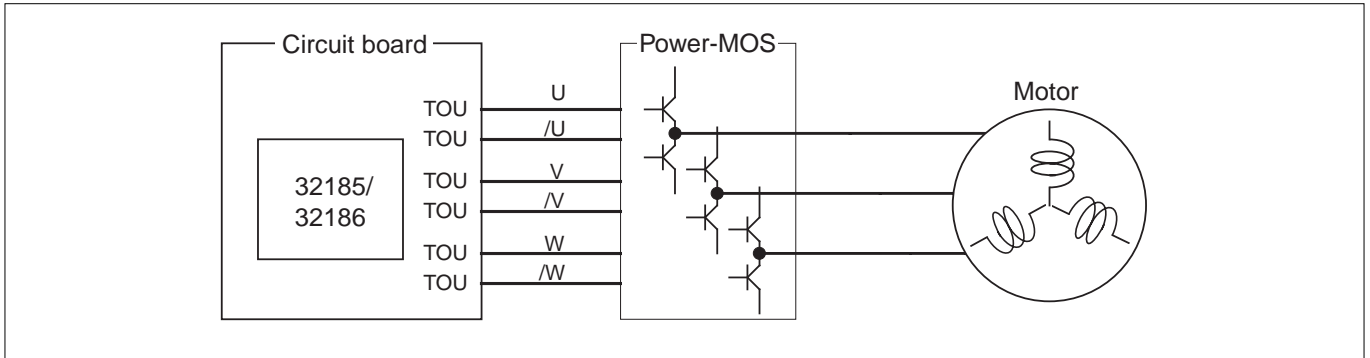 Circuit board
Power-MOS
Motor
TOU
U
TOU
/U
TOU
V
TOU
/V
TOU
W
TOU
/W
32185/
32186